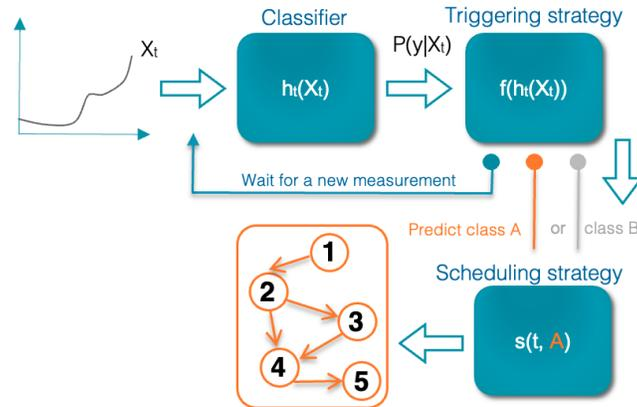 Classifier
Triggering strategy
Xt
P(y|Xt)
ht(Xt)
f(ht(Xt))
Wait for a new measurement
Predict class A or class B
1
Scheduling strategy
2
3
s(t, A)
4
5